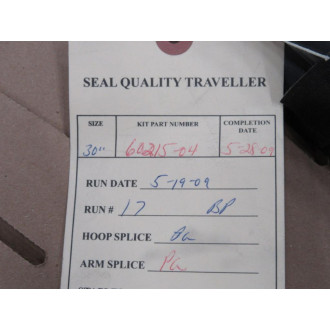 SEAL QUALITY TRAVELLER
SIZE KIT PART NUMBER COMPLETION DATE
30" 5-28-09
RUN DATE 5-19-09
RUN # 17 BP
HOOP SPLICE
ARM SPLICE